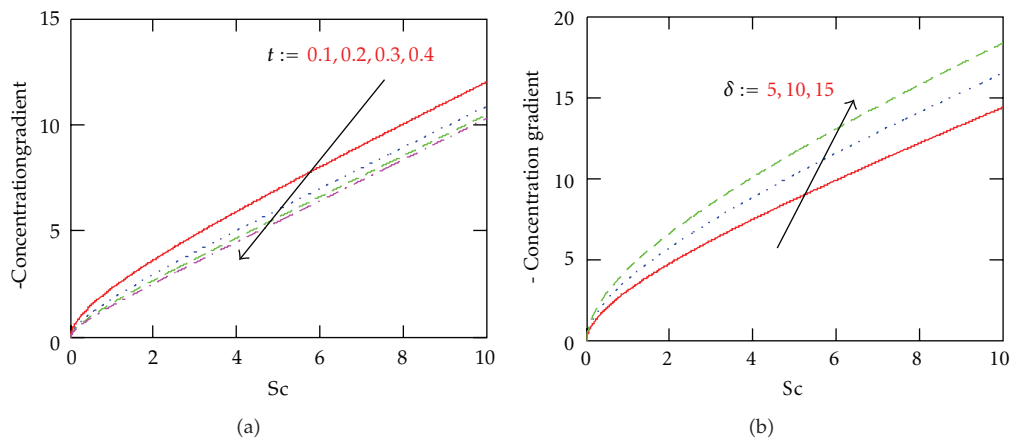 15
10
5
0
-Concentrationgradient
t := 0.1, 0.2, 0.3, 0.4
0 2 4 6 8 10
Sc
(a)
20
15
10
5
0
- Concentration gradient
δ := 5, 10, 15
0 2 4 6 8 10
Sc
(b)